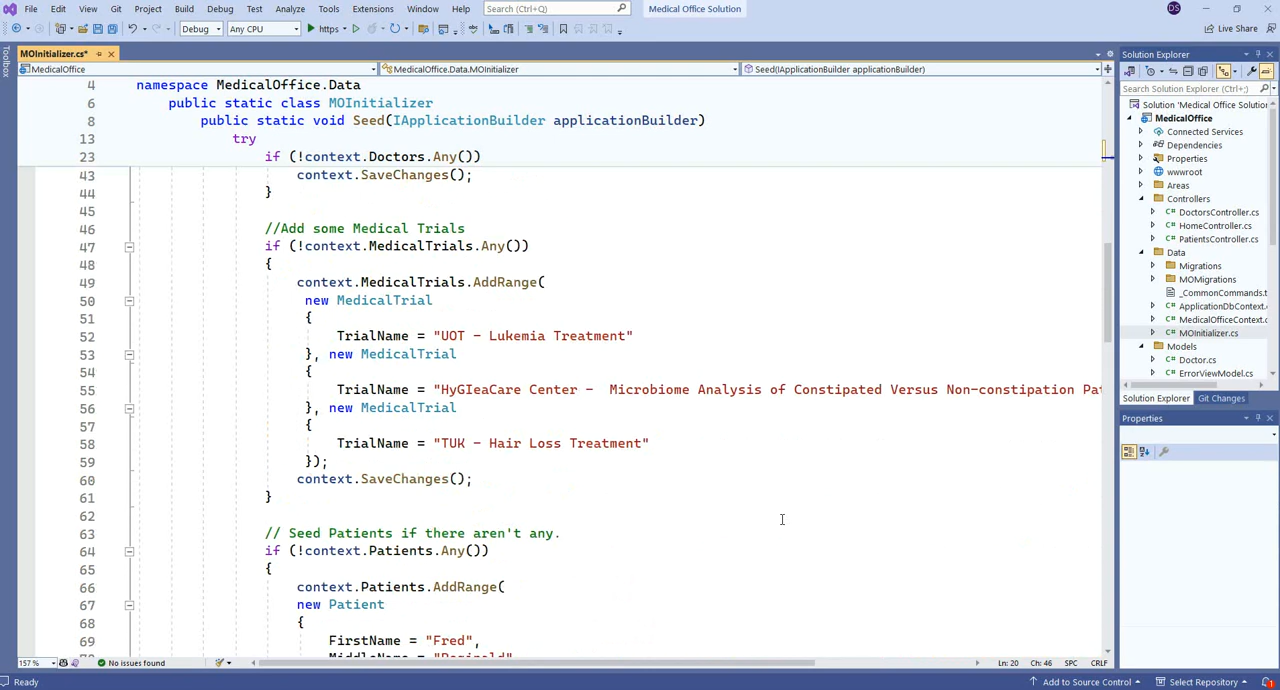 File Edit View Git Project Build Debug Test Analyze Tools Extensions Window Help Search (Ctrl+Q) Medical Office Solution DS
Debug Any CPU https Live Share
Toolbox
MOInitializer.cs*
MedicalOffice MedicalOffice.Data.MOInitializer Seed(IApplicationBuilder applicationBuilder)
4 namespace MedicalOffice.Data
6 public static class MOInitializer
8 public static void Seed(IApplicationBuilder applicationBuilder)
13 try
23 if (!context.Doctors.Any())
43 context.SaveChanges();
44 }
45
46 //Add some Medical Trials
47 if (!context.MedicalTrials.Any())
48 {
49 context.MedicalTrials.AddRange(
50 new MedicalTrial
51 {
52 TrialName = "UOT - Lukemia Treatment"
53 }, new MedicalTrial
54 {
55 TrialName = "HyGIeaCare Center -  Microbiome Analysis of Constipated Versus Non-constipation Pa
56 }, new MedicalTrial
57 {
58 TrialName = "TUK - Hair Loss Treatment"
59 });
60 context.SaveChanges();
61 }
62
63 // Seed Patients if there aren't any.
64 if (!context.Patients.Any())
65 {
66 context.Patients.AddRange(
67 new Patient
68 {
69 FirstName = "Fred",
157 % No issues found Ln: 20 Ch: 46 SPC CRLF
Solution Explorer
Search Solution Explorer (Ctrl+;)
Solution 'Medical Office Solutio
MedicalOffice
Connected Services
Dependencies
Properties
wwwroot
Areas
Controllers
C# DoctorsController.cs
C# HomeController.cs
C# PatientsController.cs
Data
Migrations
MOMigrations
_CommonCommands.t
C# ApplicationDbContext.
C# MedicalOfficeContext.
C# MOInitializer.cs
Models
C# Doctor.cs
C# ErrorViewModel.cs
Solution Explorer Git Changes
Properties
Ready Add to Source Control Select Repository 1